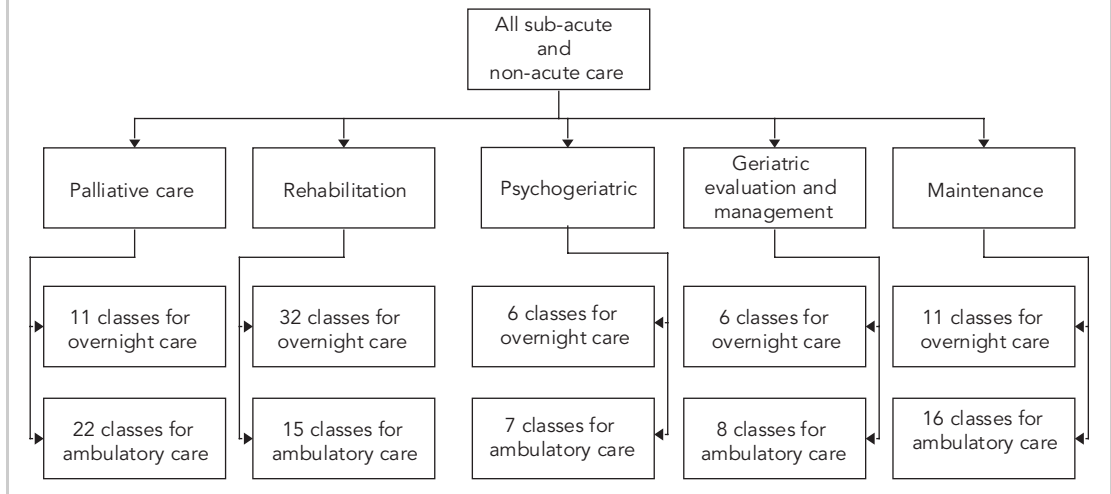 All sub-acute
and
non-acute care
Palliative care
Rehabilitation
Psychogeriatric
Geriatric
evaluation and
management
Maintenance
11 classes for
overnight care
32 classes for
overnight care
6 classes for
overnight care
6 classes for
overnight care
11 classes for
overnight care
22 classes for
ambulatory care
15 classes for
ambulatory care
7 classes for
ambulatory care
8 classes for
ambulatory care
16 classes for
ambulatory care